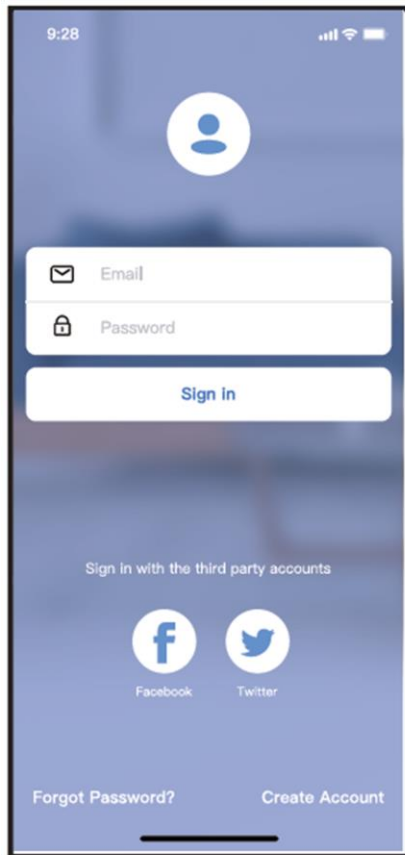 9:28
Email
Password
Sign in
Sign in with the third party accounts
Facebook
Twitter
Forgot Password?
Create Account